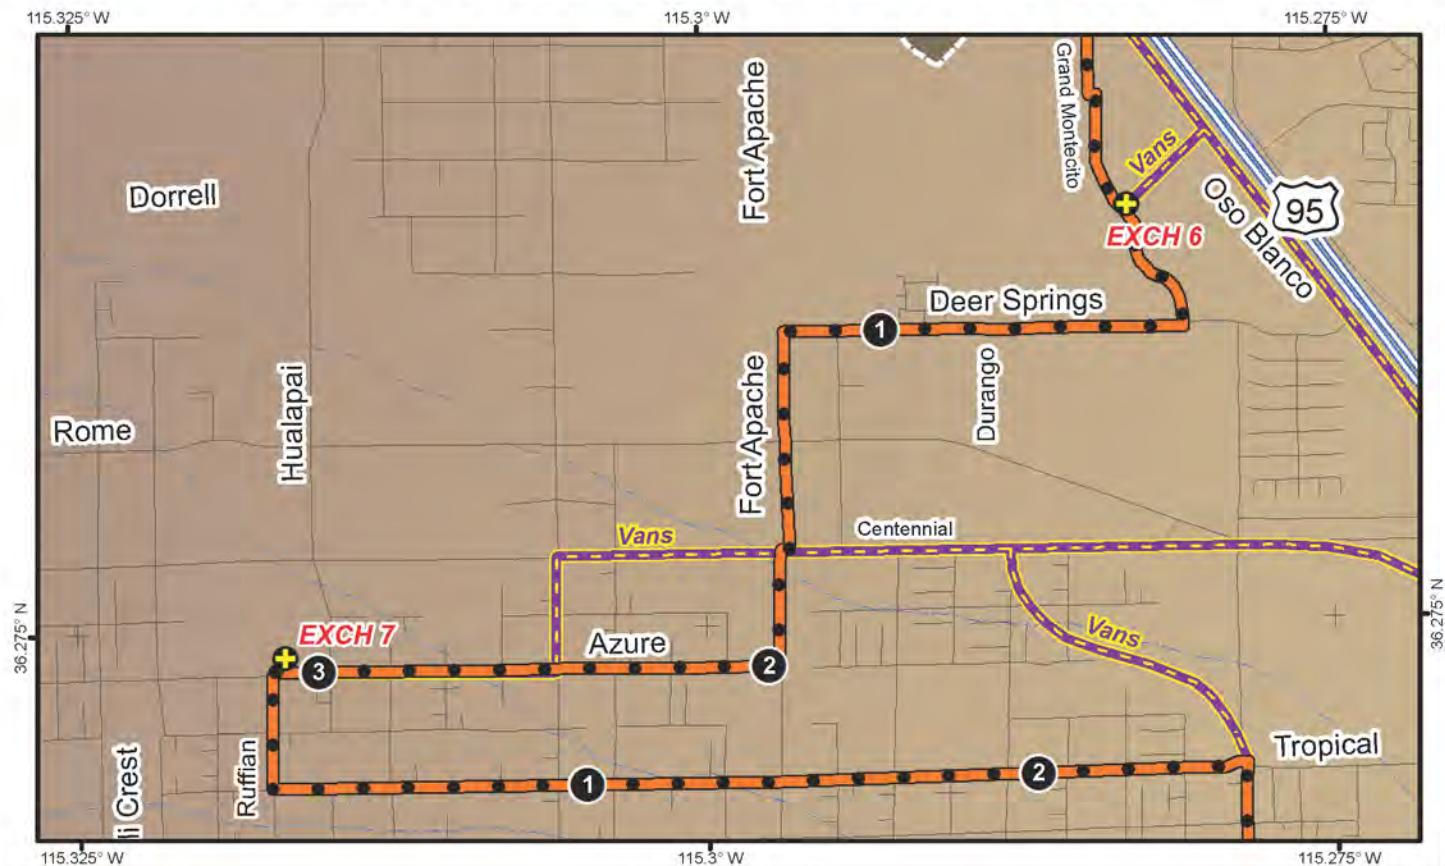 115.325° W
115.3° W
115.275° W
Grand Montecito
Fort Apache
Vans
Dorrell
95
Oso Blanco
EXCH 6
Deer Springs
1
Durango
Hualapai
Fort Apache
Rome
Centennial
Vans
36.275° N
36.275° N
EXCH 7
Azure
Vans
3
2
Tropical
li Crest
Ruffian
1
2
115.325° W
115.3° W
115.275° W